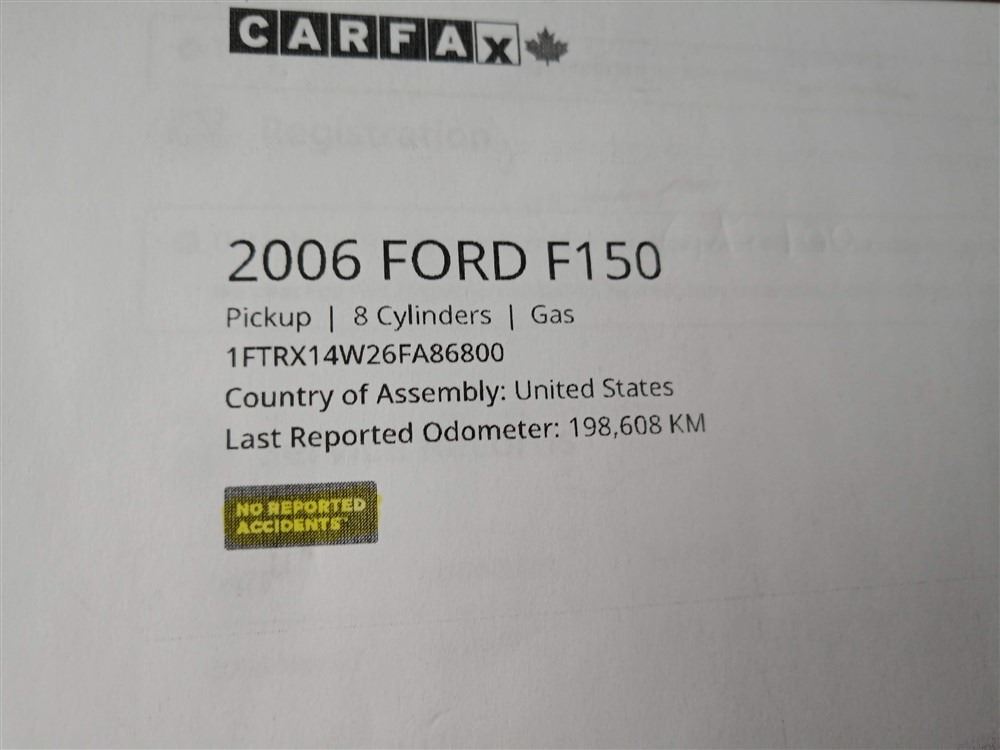 CARFAX
Registration
2006 FORD F150
Pickup | 8 Cylinders | Gas
1FTRX14W26FA86800
Country of Assembly: United States
Last Reported Odometer: 198,608 KM
NO REPORTED
ACCIDENTS